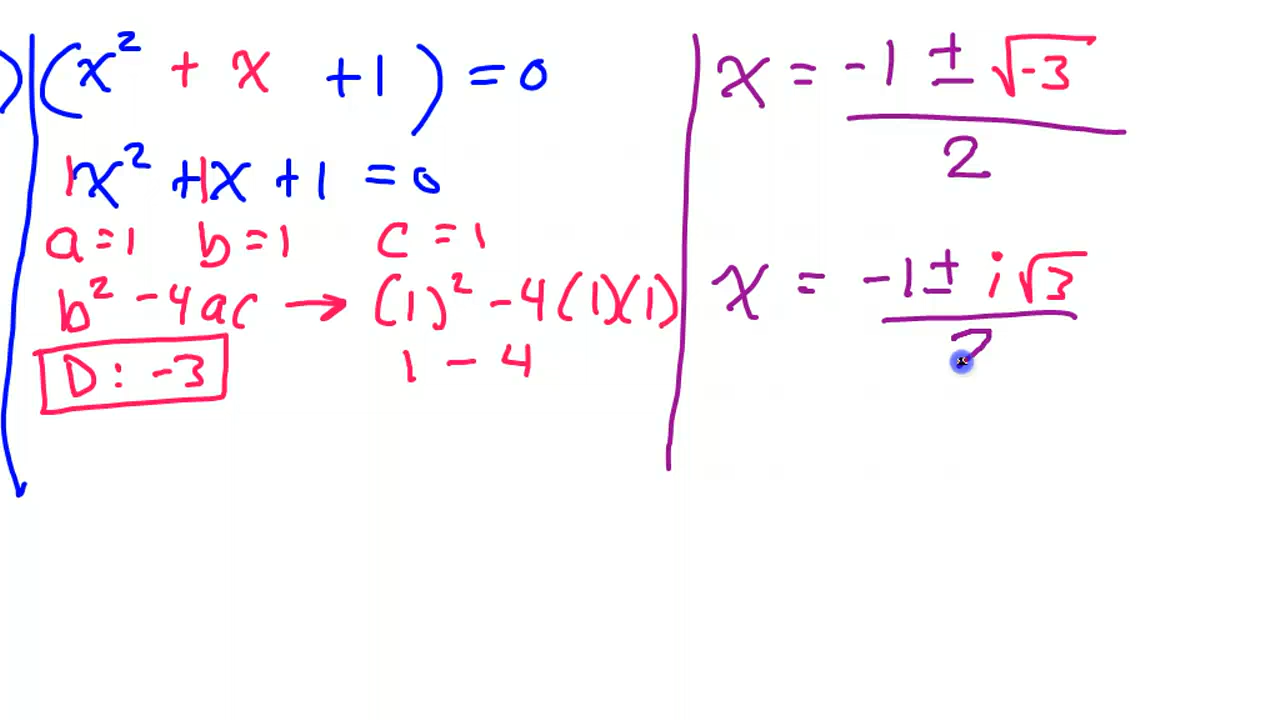 ) (x² + x + 1) = 0
1x² + 1x + 1 = 0
a = 1 b = 1 c = 1
b² - 4ac → (1)² - 4(1)(1)
1 - 4
D: -3
x = -1 ± √-3
2
x = -1 ± i√3
2